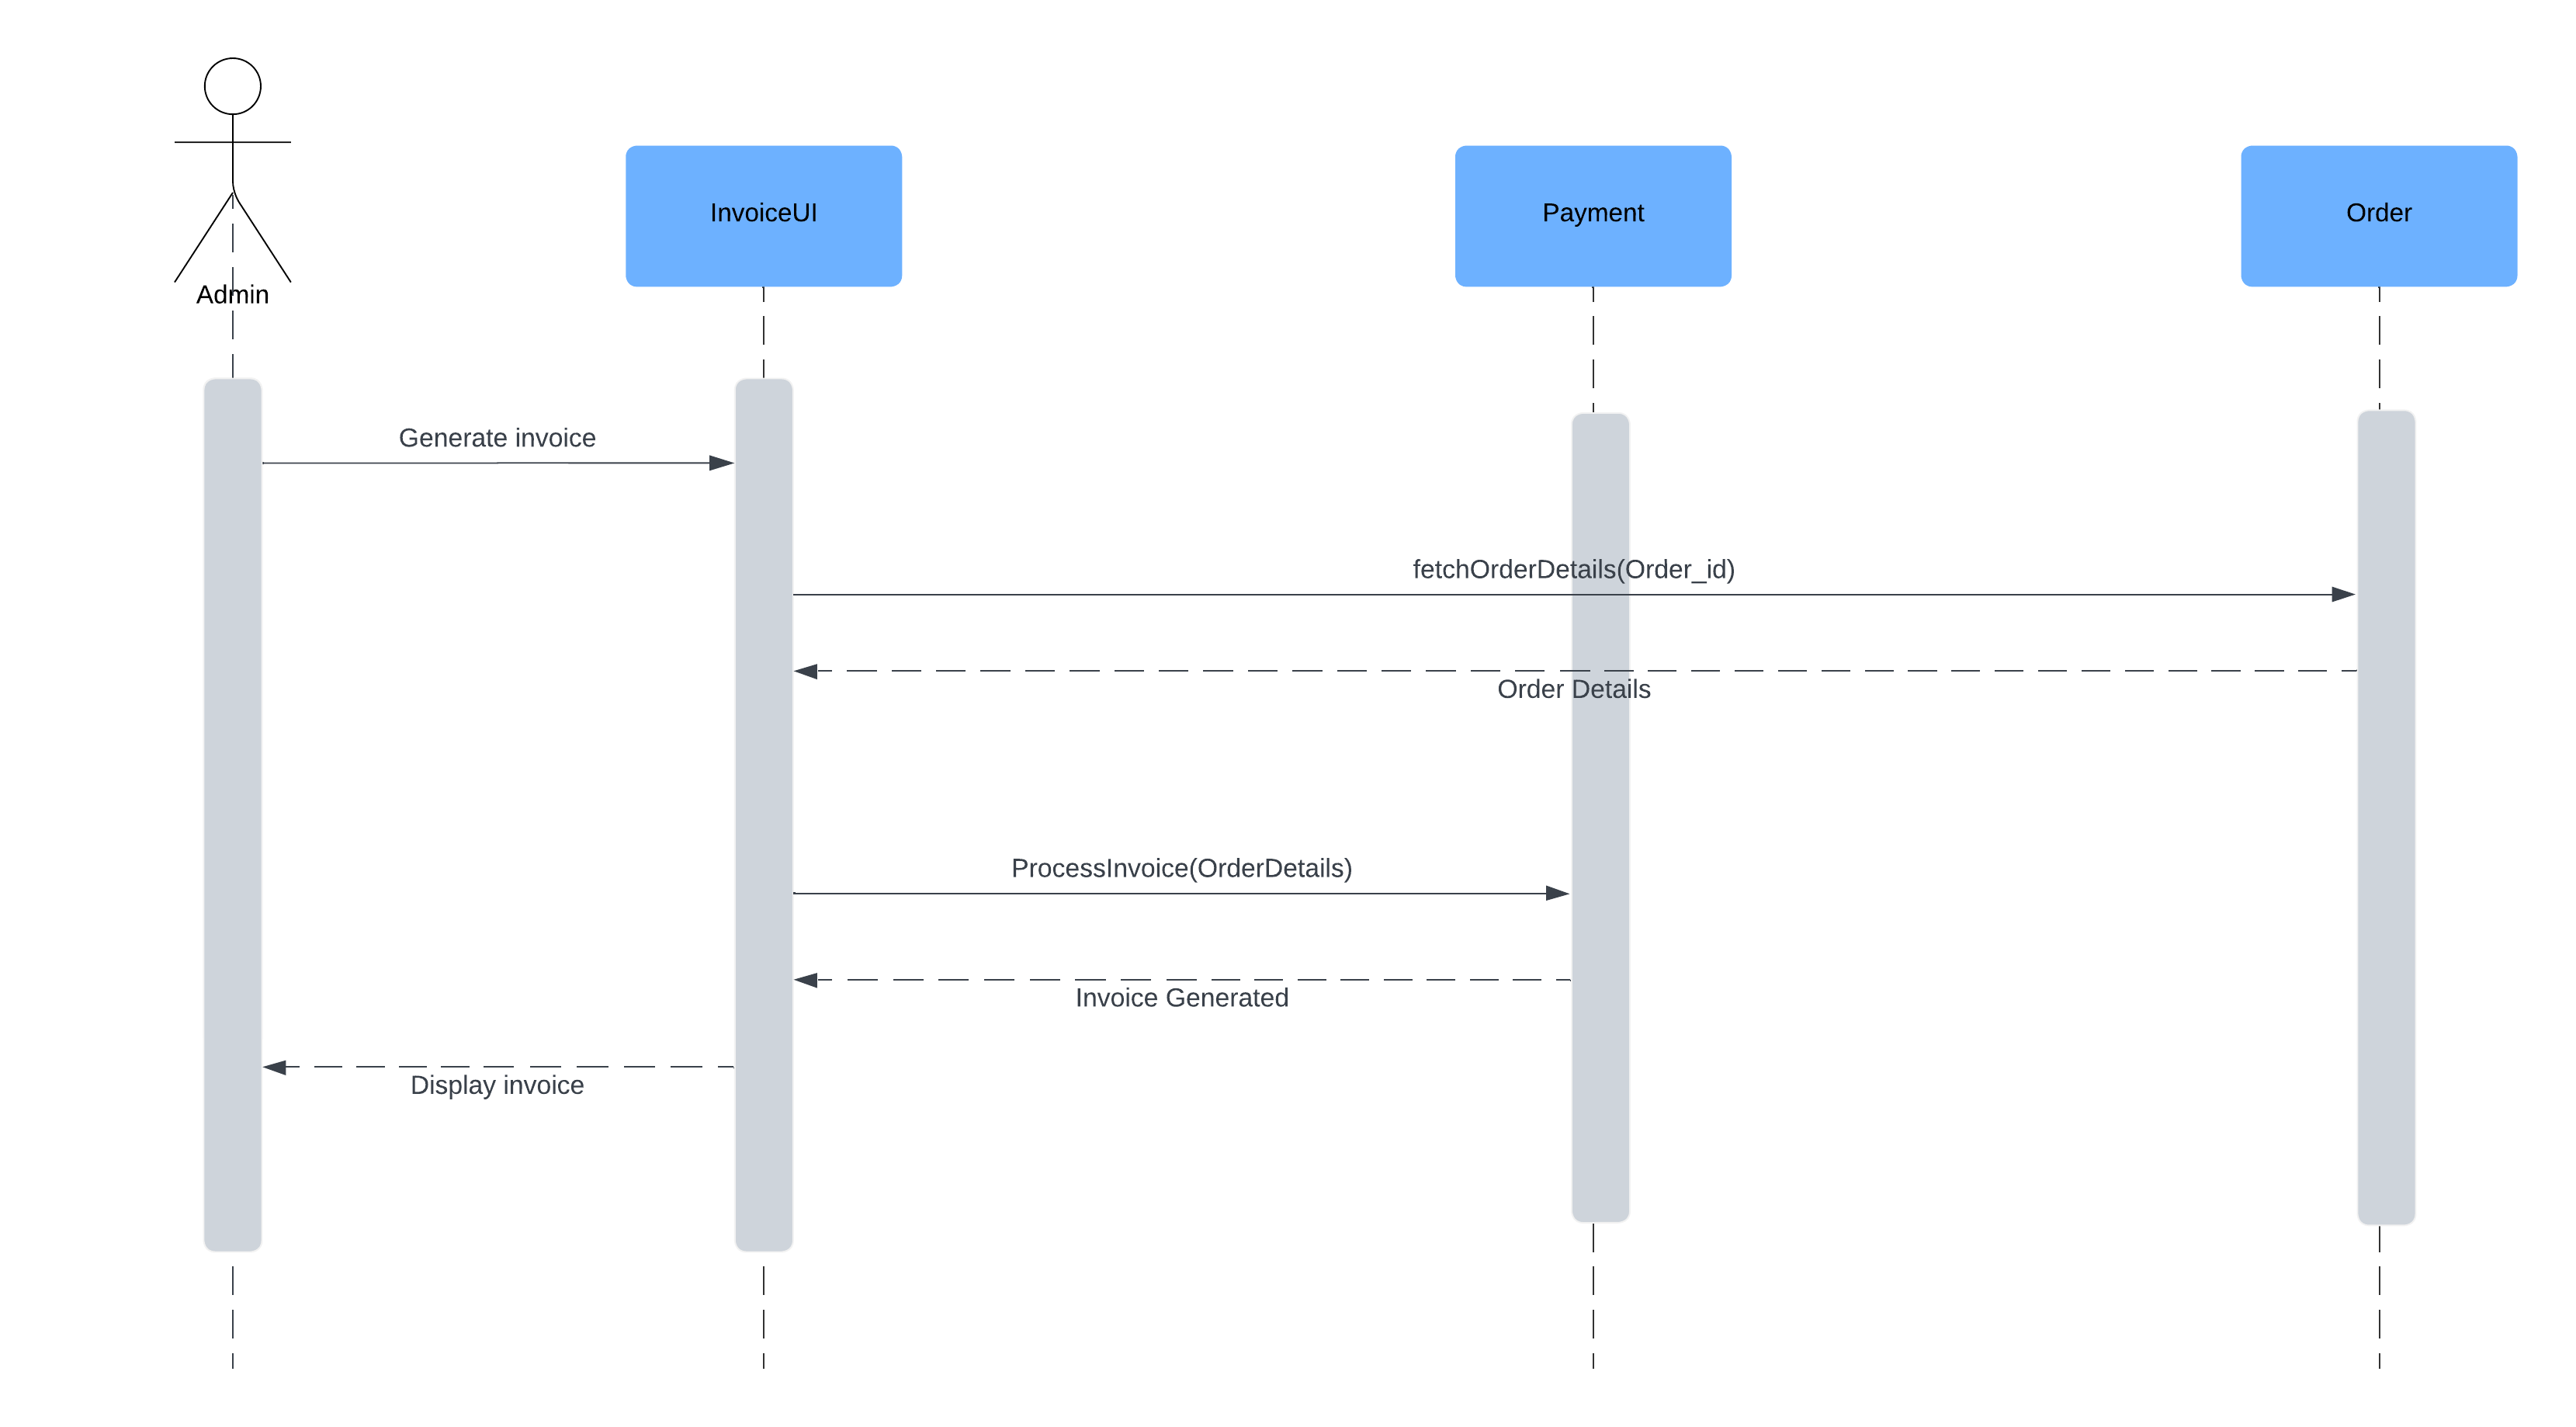 Admin
InvoiceUI
Payment
Order
Generate invoice
fetchOrderDetails(Order_id)
Order Details
ProcessInvoice(OrderDetails)
Invoice Generated
Display invoice